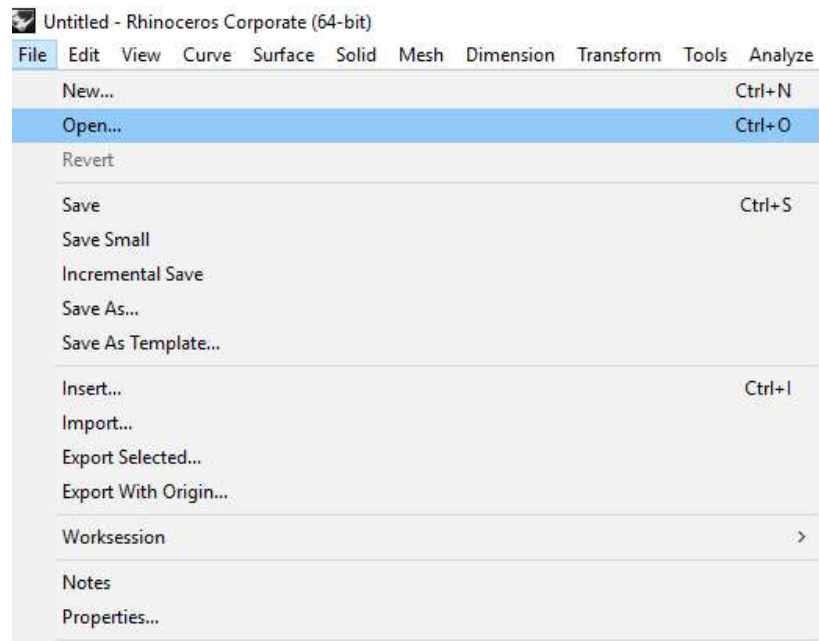 Untitled - Rhinoceros Corporate (64-bit)
File Edit View Curve Surface Solid Mesh Dimension Transform Tools Analyze
New... Ctrl+N
Open... Ctrl+O
Revert
Save Ctrl+S
Save Small
Incremental Save
Save As...
Save As Template...
Insert... Ctrl+I
Import...
Export Selected...
Export With Origin...
Worksession >
Notes
Properties...